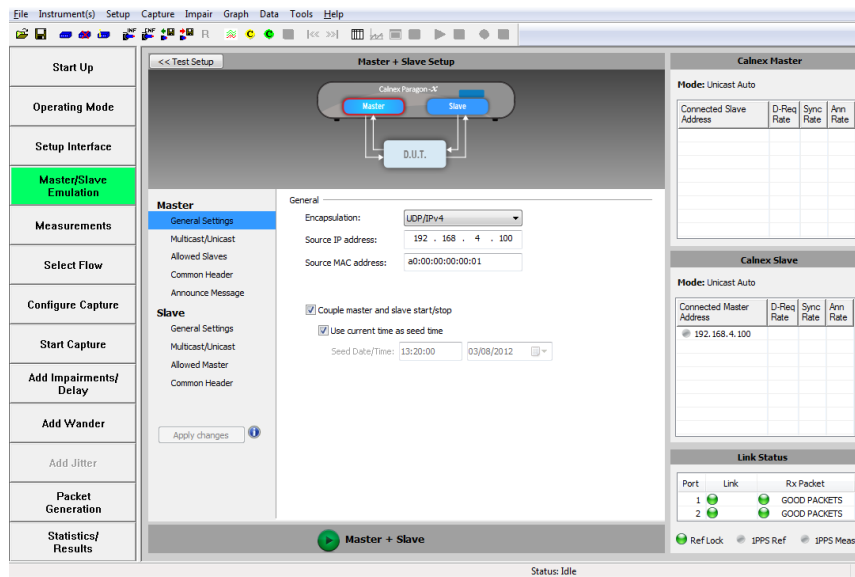 File Instrument(s) Setup Capture Impair Graph Data Tools Help
INF INF R C C
Start Up
Operating Mode
Setup Interface
Master/Slave
Emulation
Measurements
Select Flow
Configure Capture
Start Capture
Add Impairments/
Delay
Add Wander
Add Jitter
Packet
Generation
Statistics/
Results
<< Test Setup
Master + Slave Setup
Calnex Paragon-X
Master
Slave
D.U.T.
Master
General Settings
Multicast/Unicast
Allowed Slaves
Common Header
Announce Message
Slave
General Settings
Multicast/Unicast
Allowed Master
Common Header
Apply changes
General
Encapsulation: UDP/IPv4
Source IP address: 192 . 168 . 4 . 100
Source MAC address: a0:00:00:00:00:01
Couple master and slave start/stop
Use current time as seed time
Seed Date/Time: 13:20:00 03/08/2012
Master + Slave
Calnex Master
Mode: Unicast Auto
Connected Slave Address D-Req Rate Sync Rate Ann Rate
Calnex Slave
Mode: Unicast Auto
Connected Master Address D-Req Rate Sync Rate Ann Rate
192.168.4.100
Link Status
Port Link Rx Packet
1 GOOD PACKETS
2 GOOD PACKETS
Ref Lock 1PPS Ref 1PPS Meas
Status: Idle